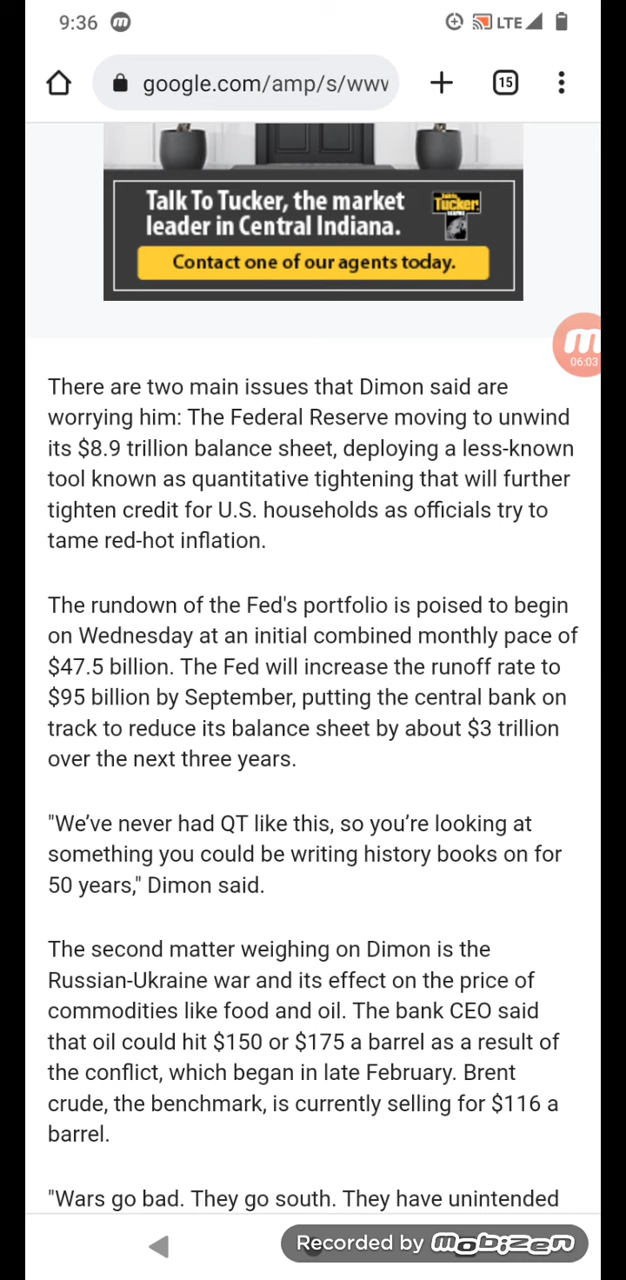 9:36 m LTE
google.com/amp/s/www
15
Talk To Tucker, the market
leader in Central Indiana.
Tucker
Contact one of our agents today.
m
06:03
There are two main issues that Dimon said are
worrying him: The Federal Reserve moving to unwind
its $8.9 trillion balance sheet, deploying a less-known
tool known as quantitative tightening that will further
tighten credit for U.S. households as officials try to
tame red-hot inflation.
The rundown of the Fed's portfolio is poised to begin
on Wednesday at an initial combined monthly pace of
$47.5 billion. The Fed will increase the runoff rate to
$95 billion by September, putting the central bank on
track to reduce its balance sheet by about $3 trillion
over the next three years.
"We’ve never had QT like this, so you’re looking at
something you could be writing history books on for
50 years," Dimon said.
The second matter weighing on Dimon is the
Russian-Ukraine war and its effect on the price of
commodities like food and oil. The bank CEO said
that oil could hit $150 or $175 a barrel as a result of
the conflict, which began in late February. Brent
crude, the benchmark, is currently selling for $116 a
barrel.
"Wars go bad. They go south. They have unintended
Recorded by mobizen